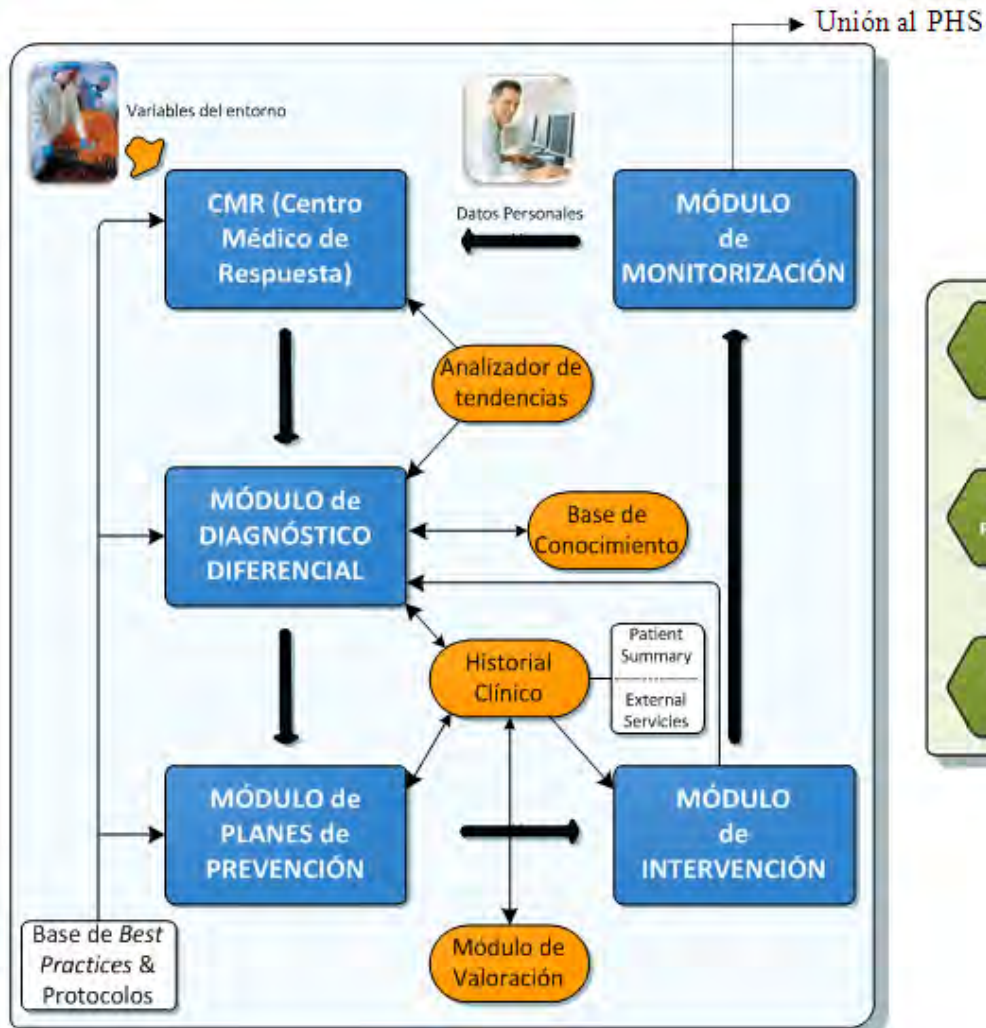 Unión al PHS
Variables del entorno
CMR (Centro
Médico de
Respuesta)
Datos Personales
MÓDULO
de
MONITORIZACIÓN
Analizador de
tendencias
MÓDULO de
DIAGNÓSTICO
DIFERENCIAL
Base de
Conocimiento
Historial
Clínico
Patient
Summary
External
Servicies
MÓDULO de
PLANES de
PREVENCIÓN
MÓDULO
de
INTERVENCIÓN
Base de Best
Practices &
Protocolos
Módulo de
Valoración